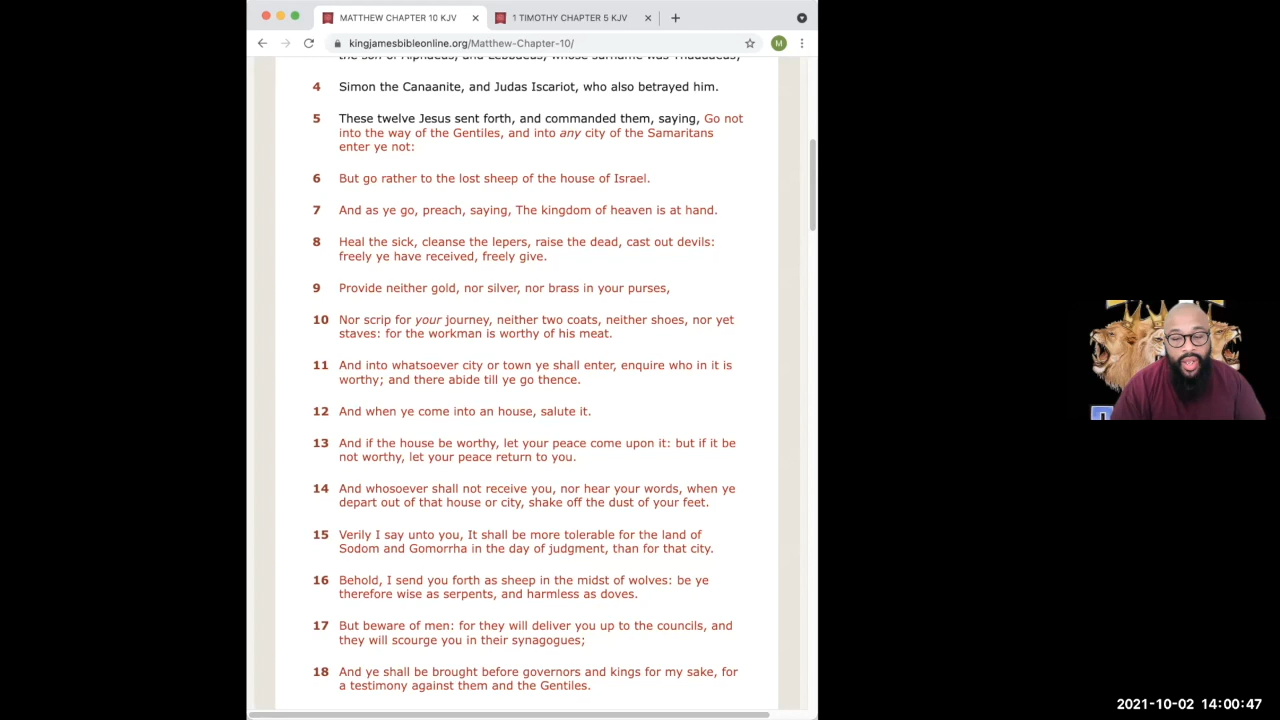 MATTHEW CHAPTER 10 KJV
1 TIMOTHY CHAPTER 5 KJV
kingjamesbibleonline.org/Matthew-Chapter-10/
M
the son of Alphaeus, and Lebbaeus, whose surname was Thaddaeus;
4 Simon the Canaanite, and Judas Iscariot, who also betrayed him.
5 These twelve Jesus sent forth, and commanded them, saying, Go not
into the way of the Gentiles, and into any city of the Samaritans
enter ye not:
6 But go rather to the lost sheep of the house of Israel.
7 And as ye go, preach, saying, The kingdom of heaven is at hand.
8 Heal the sick, cleanse the lepers, raise the dead, cast out devils:
freely ye have received, freely give.
9 Provide neither gold, nor silver, nor brass in your purses,
10 Nor scrip for your journey, neither two coats, neither shoes, nor yet
staves: for the workman is worthy of his meat.
11 And into whatsoever city or town ye shall enter, enquire who in it is
worthy; and there abide till ye go thence.
12 And when ye come into an house, salute it.
13 And if the house be worthy, let your peace come upon it: but if it be
not worthy, let your peace return to you.
14 And whosoever shall not receive you, nor hear your words, when ye
depart out of that house or city, shake off the dust of your feet.
15 Verily I say unto you, It shall be more tolerable for the land of
Sodom and Gomorrha in the day of judgment, than for that city.
16 Behold, I send you forth as sheep in the midst of wolves: be ye
therefore wise as serpents, and harmless as doves.
17 But beware of men: for they will deliver you up to the councils, and
they will scourge you in their synagogues;
18 And ye shall be brought before governors and kings for my sake, for
a testimony against them and the Gentiles.
2021-10-02 14:00:47